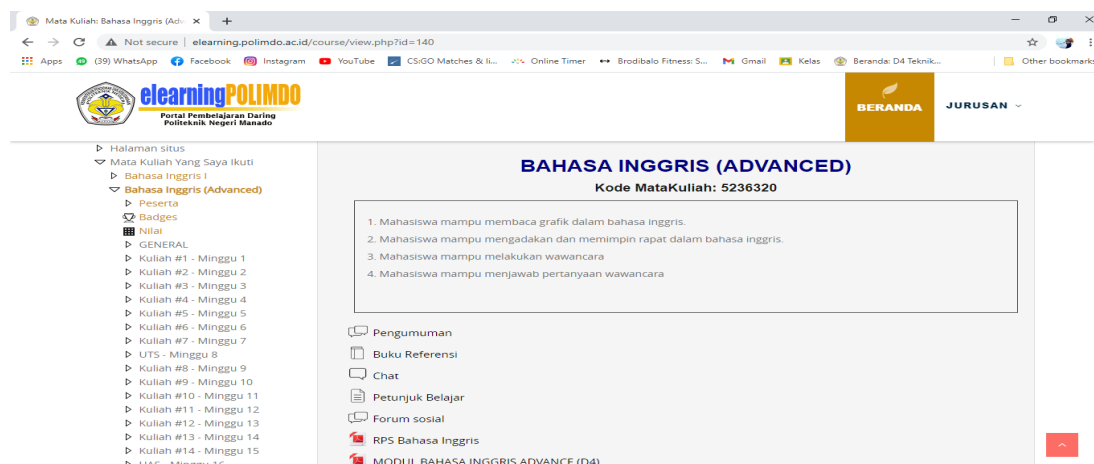 Mata Kuliah: Bahasa Inggris (Adv
Not secure | elearning.polimdo.ac.id/course/view.php?id=140
Apps (39) WhatsApp Facebook Instagram YouTube CS:GO Matches & li... Online Timer Brodibalo Fitness: S... Gmail Kelas Beranda: D4 Teknik... Other bookmarks
elearningPOLIMDO
Portal Pembelajaran Daring
Politeknik Negeri Manado
BERANDA
JURUSAN
Halaman situs
Mata Kuliah Yang Saya Ikuti
Bahasa Inggris I
Bahasa Inggris (Advanced)
Peserta
Badges
Nilai
GENERAL
Kuliah #1 - Minggu 1
Kuliah #2 - Minggu 2
Kuliah #3 - Minggu 3
Kuliah #4 - Minggu 4
Kuliah #5 - Minggu 5
Kuliah #6 - Minggu 6
Kuliah #7 - Minggu 7
UTS - Minggu 8
Kuliah #8 - Minggu 9
Kuliah #9 - Minggu 10
Kuliah #10 - Minggu 11
Kuliah #11 - Minggu 12
Kuliah #12 - Minggu 13
Kuliah #13 - Minggu 14
Kuliah #14 - Minggu 15
UAS - Minggu 16
BAHASA INGGRIS (ADVANCED)
Kode MataKuliah: 5236320
1. Mahasiswa mampu membaca grafik dalam bahasa inggris.
2. Mahasiswa mampu mengadakan dan memimpin rapat dalam bahasa inggris.
3. Mahasiswa mampu melakukan wawancara
4. Mahasiswa mampu menjawab pertanyaan wawancara
Pengumuman
Buku Referensi
Chat
Petunjuk Belajar
Forum sosial
RPS Bahasa Inggris
MODUL BAHASA INGGRIS ADVANCE (D4)